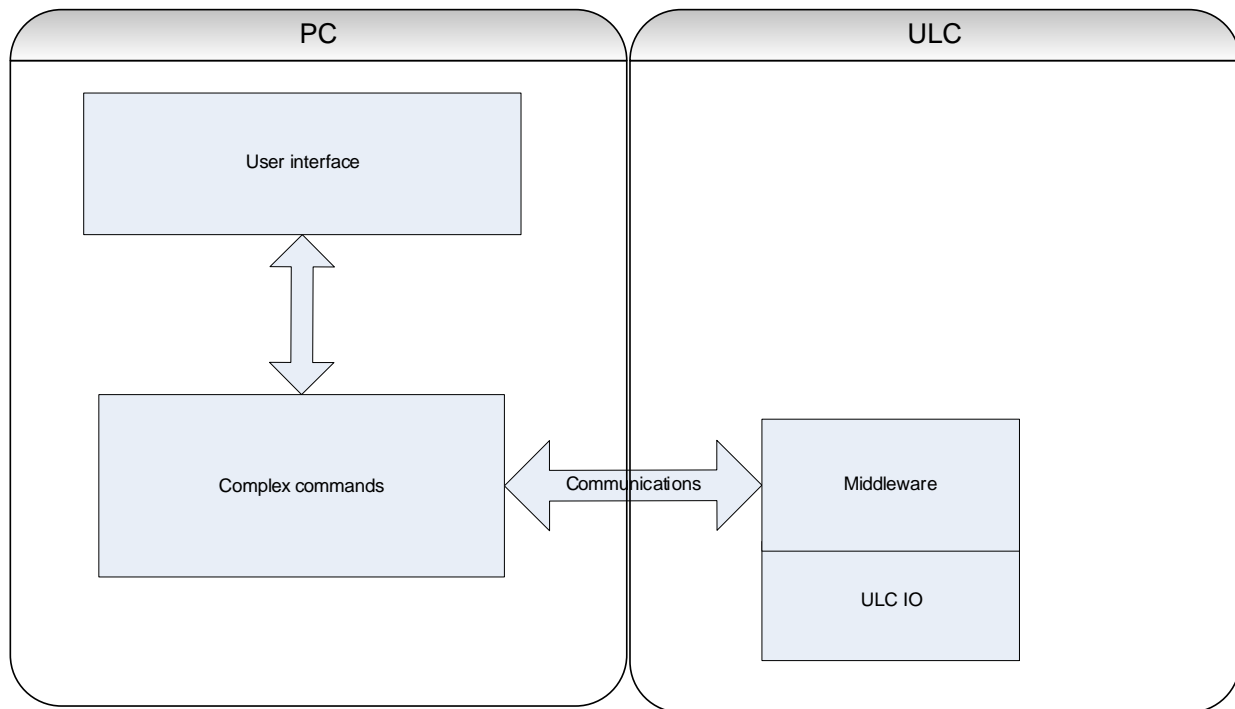 PC
ULC
User interface
Complex commands
Communications
Middleware
ULC IO